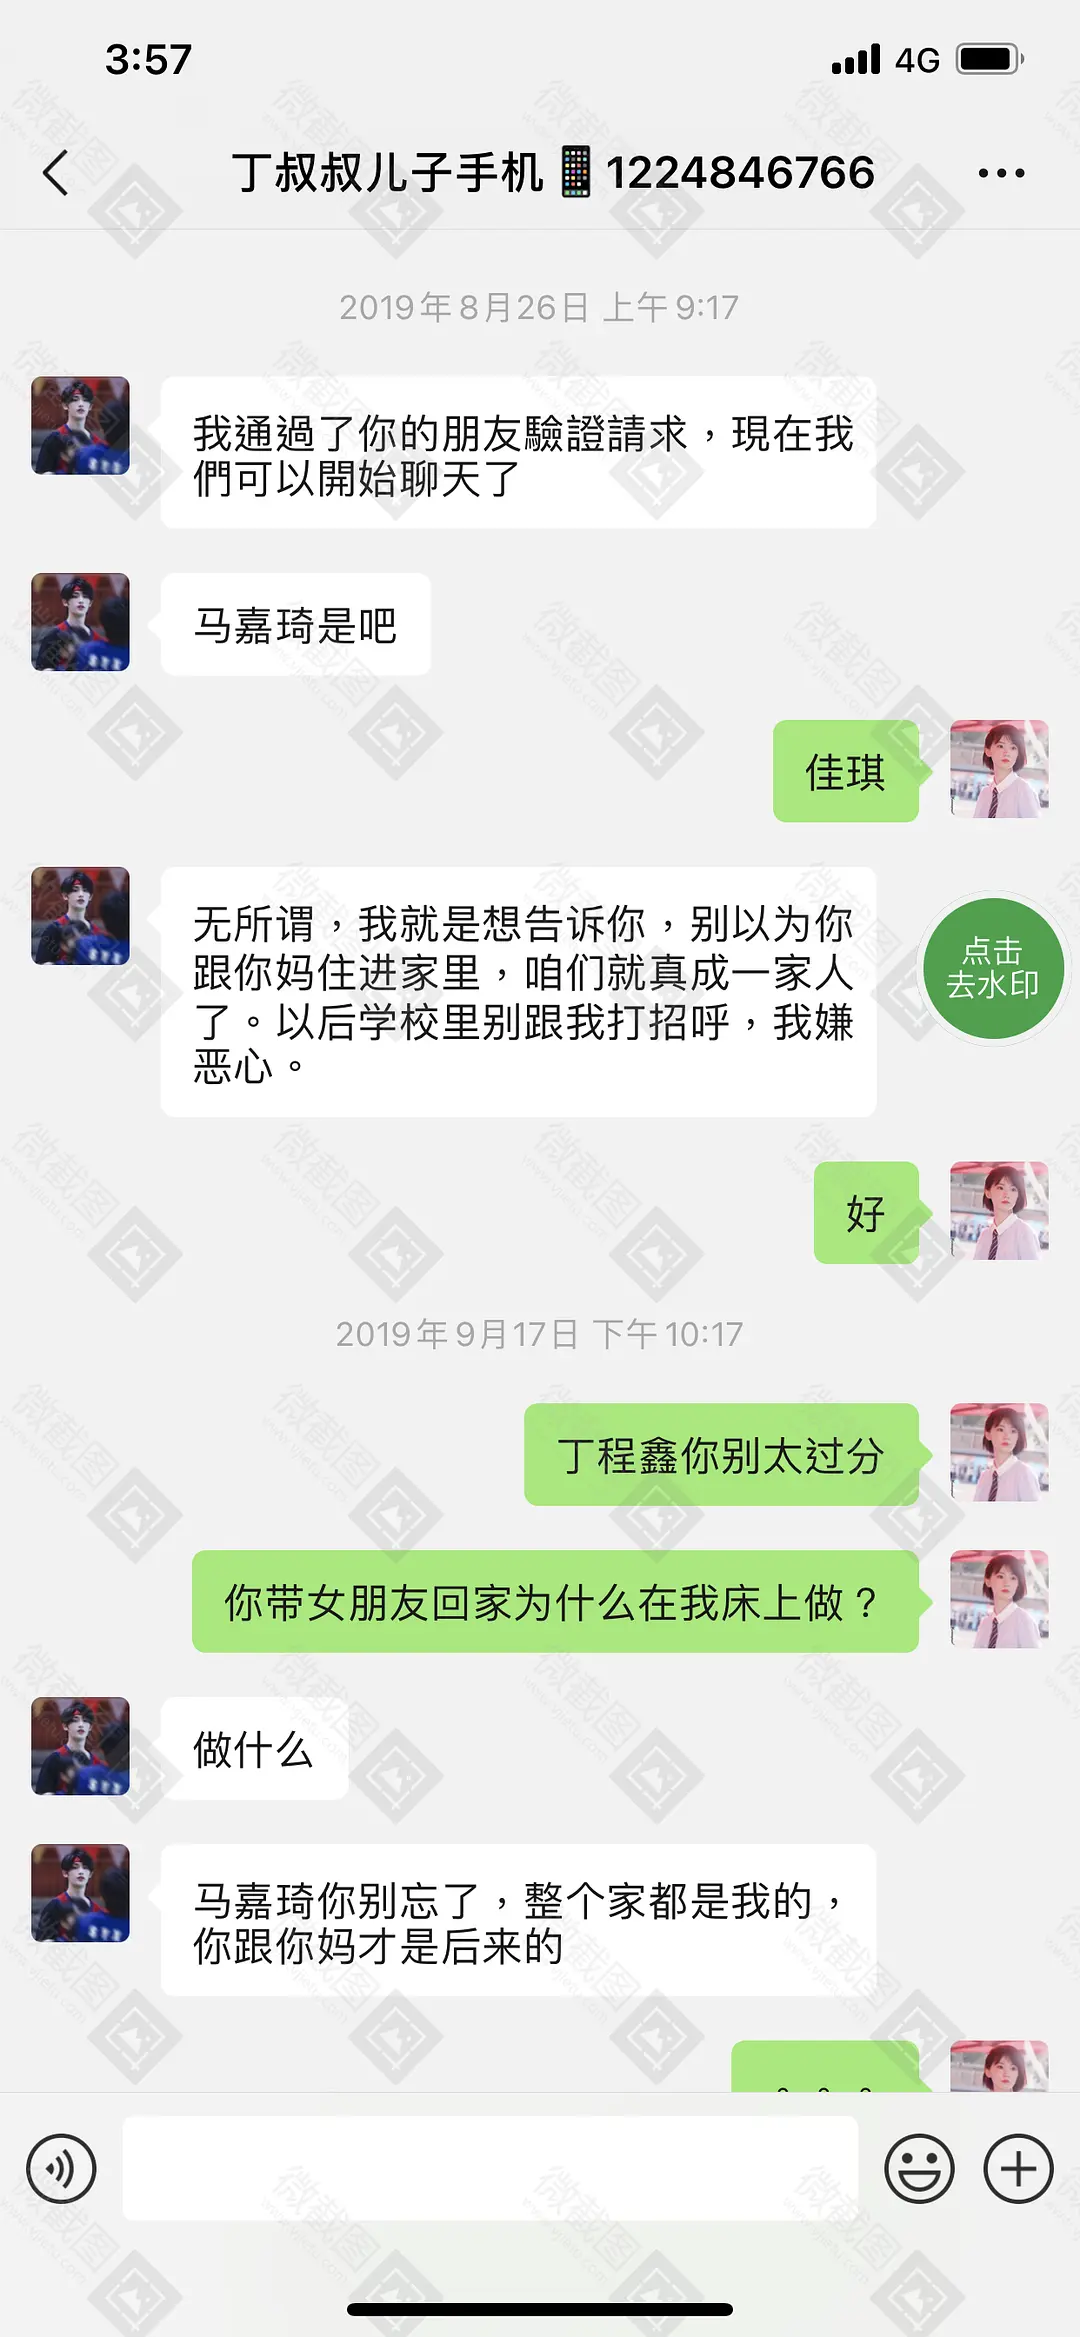 3:57
4G
丁叔叔儿子手机📱1224846766
2019年8月26日 上午9:17
我通過了你的朋友驗證請求，現在我
們可以開始聊天了
马嘉琦是吧
佳琪
无所谓，我就是想告诉你，别以为你
跟你妈住进家里，咱们就真成一家人
了。以后学校里别跟我打招呼，我嫌
恶心。
点击
去水印
好
2019年9月17日 下午10:17
丁程鑫你别太过分
你带女朋友回家为什么在我床上做？
做什么
马嘉琦你别忘了，整个家都是我的，
你跟你妈才是后来的
。。。
微截图